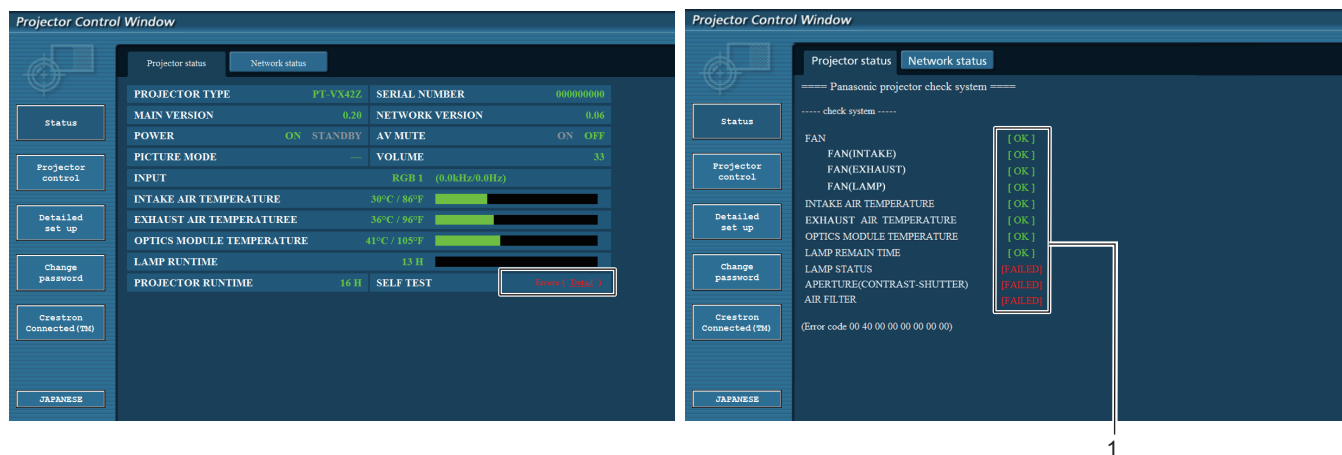 Projector Control Window
Projector status Network status
Status
Projector
control
Detailed
set up
Change
password
Crestron
Connected(TM)
JAPANESE
PROJECTOR TYPE PT-VX42Z SERIAL NUMBER 000000000
MAIN VERSION 0.20 NETWORK VERSION 0.06
POWER ON STANDBY AV MUTE ON OFF
PICTURE MODE — VOLUME 33
INPUT RGB 1 (0.0kHz/0.0Hz)
INTAKE AIR TEMPERATURE 30°C / 86°F
EXHAUST AIR TEMPERATUREE 36°C / 96°F
OPTICS MODULE TEMPERATURE 41°C / 105°F
LAMP RUNTIME 13 H
PROJECTOR RUNTIME 16 H SELF TEST Errors ( Detail )
Projector Control Window
Projector status Network status
Status
Projector
control
Detailed
set up
Change
password
Crestron
Connected(TM)
JAPANESE
==== Panasonic projector check system ====
----- check system -----
FAN [ OK ]
FAN(INTAKE) [ OK ]
FAN(EXHAUST) [ OK ]
FAN(LAMP) [ OK ]
INTAKE AIR TEMPERATURE [ OK ]
EXHAUST AIR TEMPERATURE [ OK ]
OPTICS MODULE TEMPERATURE [ OK ]
LAMP REMAIN TIME [ OK ]
LAMP STATUS [FAILED]
APERTURE(CONTRAST-SHUTTER) [FAILED]
AIR FILTER [FAILED]
(Error code 00 40 00 00 00 00 00 00)
1